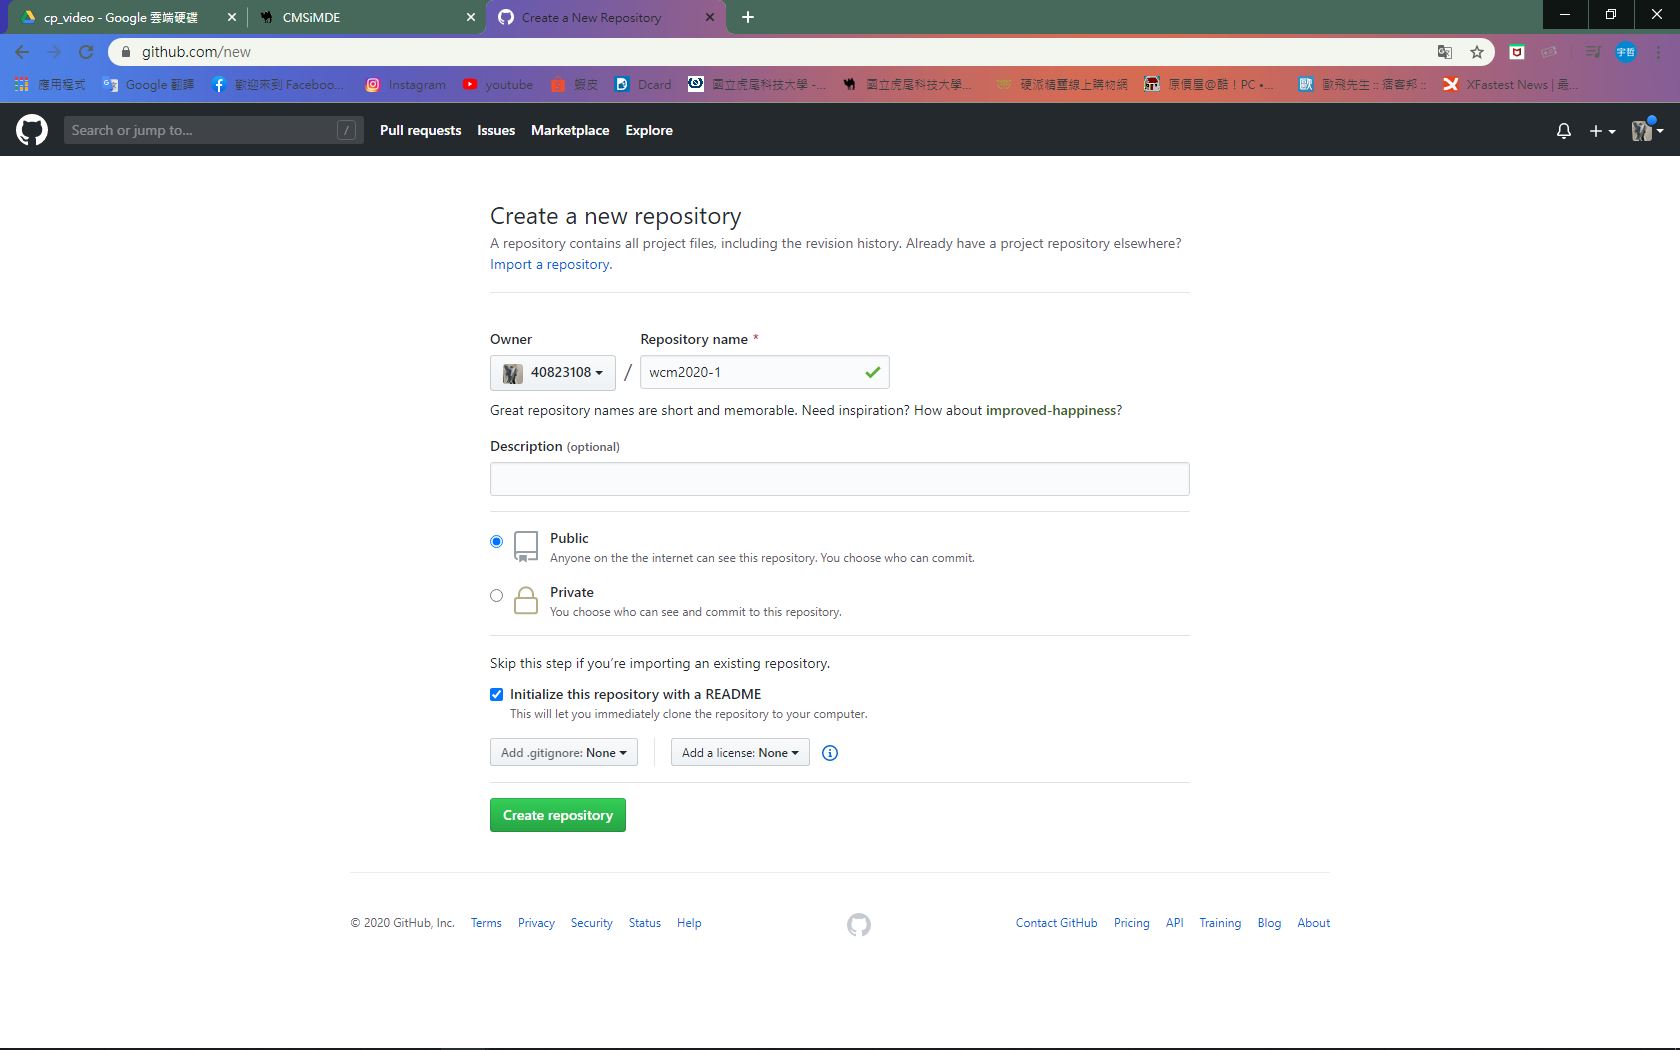 cp_video - Google 雲端硬碟
CMSiMDE
Create a New Repository
github.com/new
宇哲
應用程式
Google 翻譯
歡迎來到 Faceboo...
Instagram
youtube
蝦皮
Dcard
國立虎尾科技大學 -...
國立虎尾科技大學...
硬派精璽線上購物網
原價屋@酷！PC •...
歐飛先生 :: 痞客邦 ::
XFastest News | 最...
Search or jump to...
/
Pull requests
Issues
Marketplace
Explore
Create a new repository
A repository contains all project files, including the revision history. Already have a project repository elsewhere?
Import a repository.
Owner
Repository name *
40823108
/
wcm2020-1
Great repository names are short and memorable. Need inspiration? How about improved-happiness?
Description (optional)
Public
Anyone on the the internet can see this repository. You choose who can commit.
Private
You choose who can see and commit to this repository.
Skip this step if you’re importing an existing repository.
Initialize this repository with a README
This will let you immediately clone the repository to your computer.
Add .gitignore: None
Add a license: None
Create repository
© 2020 GitHub, Inc.
Terms
Privacy
Security
Status
Help
Contact GitHub
Pricing
API
Training
Blog
About